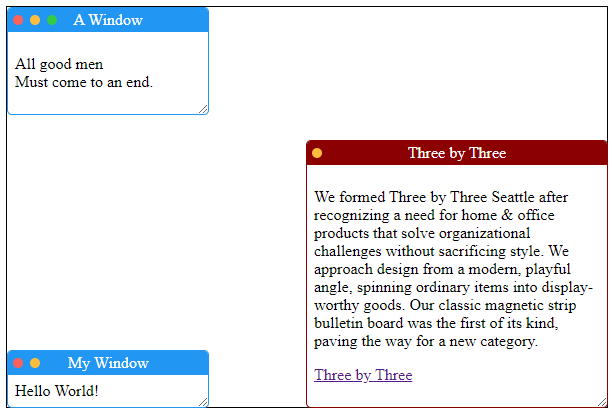 A Window
All good men
Must come to an end.
Three by Three
We formed Three by Three Seattle after
recognizing a need for home & office
products that solve organizational
challenges without sacrificing style. We
approach design from a modern, playful
angle, spinning ordinary items into display-
worthy goods. Our classic magnetic strip
bulletin board was the first of its kind,
paving the way for a new category.
Three by Three
My Window
Hello World!